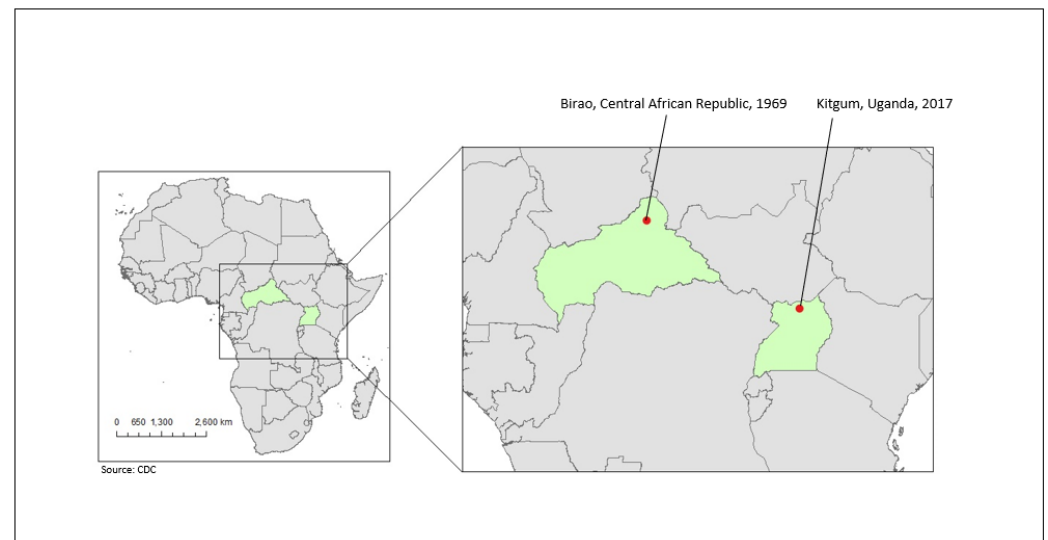 Birao, Central African Republic, 1969
Kitgum, Uganda, 2017
0 650 1,300 2,600 km
Source: CDC